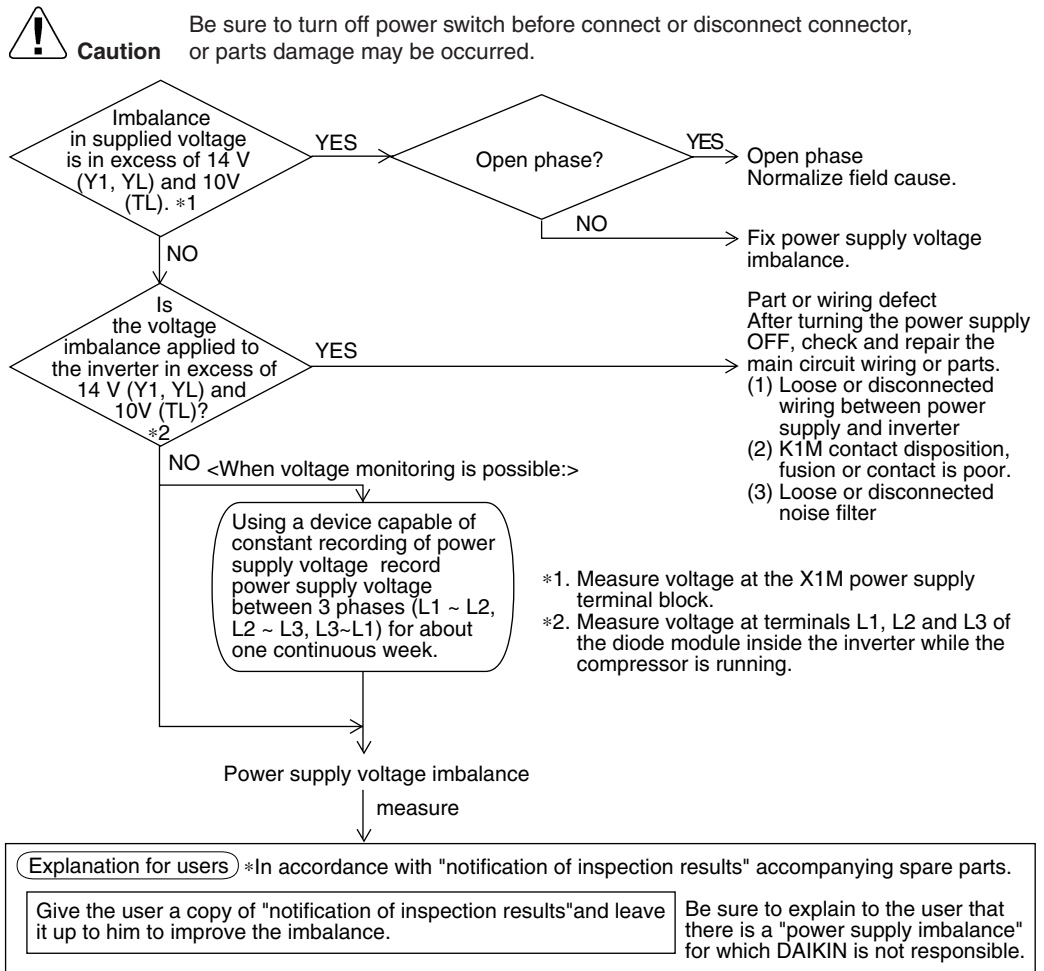 Be sure to turn off power switch before connect or disconnect connector,
Caution or parts damage may be occurred.
Imbalance
in supplied voltage
is in excess of 14 V
(Y1, YL) and 10V
(TL). *1
YES
Open phase?
YES
Open phase
Normalize field cause.
NO
Fix power supply voltage
imbalance.
NO
Is
the voltage
imbalance applied to
the inverter in excess of
14 V (Y1, YL) and
10V (TL)?
*2
YES
Part or wiring defect
After turning the power supply
OFF, check and repair the
main circuit wiring or parts.
(1) Loose or disconnected
wiring between power
supply and inverter
(2) K1M contact disposition,
fusion or contact is poor.
(3) Loose or disconnected
noise filter
NO <When voltage monitoring is possible:>
Using a device capable of
constant recording of power
supply voltage record
power supply voltage
between 3 phases (L1 ~ L2,
L2 ~ L3, L3~L1) for about
one continuous week.
*1. Measure voltage at the X1M power supply
terminal block.
*2. Measure voltage at terminals L1, L2 and L3 of
the diode module inside the inverter while the
compressor is running.
Power supply voltage imbalance
measure
Explanation for users *In accordance with "notification of inspection results" accompanying spare parts.
Give the user a copy of "notification of inspection results"and leave
it up to him to improve the imbalance.
Be sure to explain to the user that
there is a "power supply imbalance"
for which DAIKIN is not responsible.